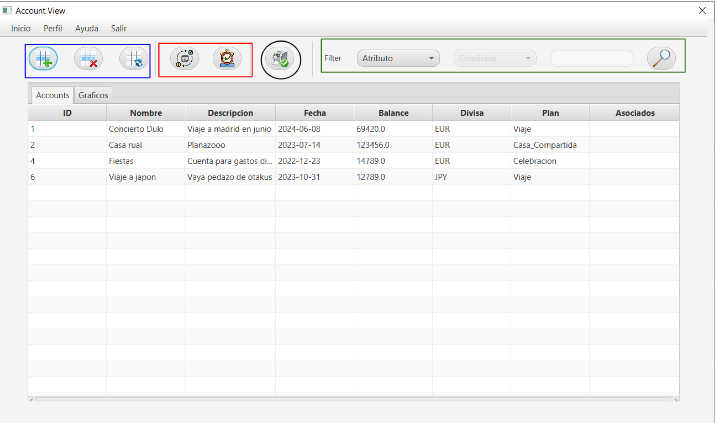 Account View
Inicio Perfil Ayuda Salir
Filter Atributo Condicion
Accounts Graficos
ID Nombre Descripcion Fecha Balance Divisa Plan Asociados
1 Concierto Duki Viaje a madrid en junio 2024-06-08 69420.0 EUR Viaje
2 Casa rual Planazooo 2023-07-14 123456.0 EUR Casa_Compartida
4 Fiestas Cuenta para gastos di... 2022-12-23 14789.0 EUR Celebracion
6 Viaje a japon Vaya pedazo de otakus 2023-10-31 12789.0 JPY Viaje